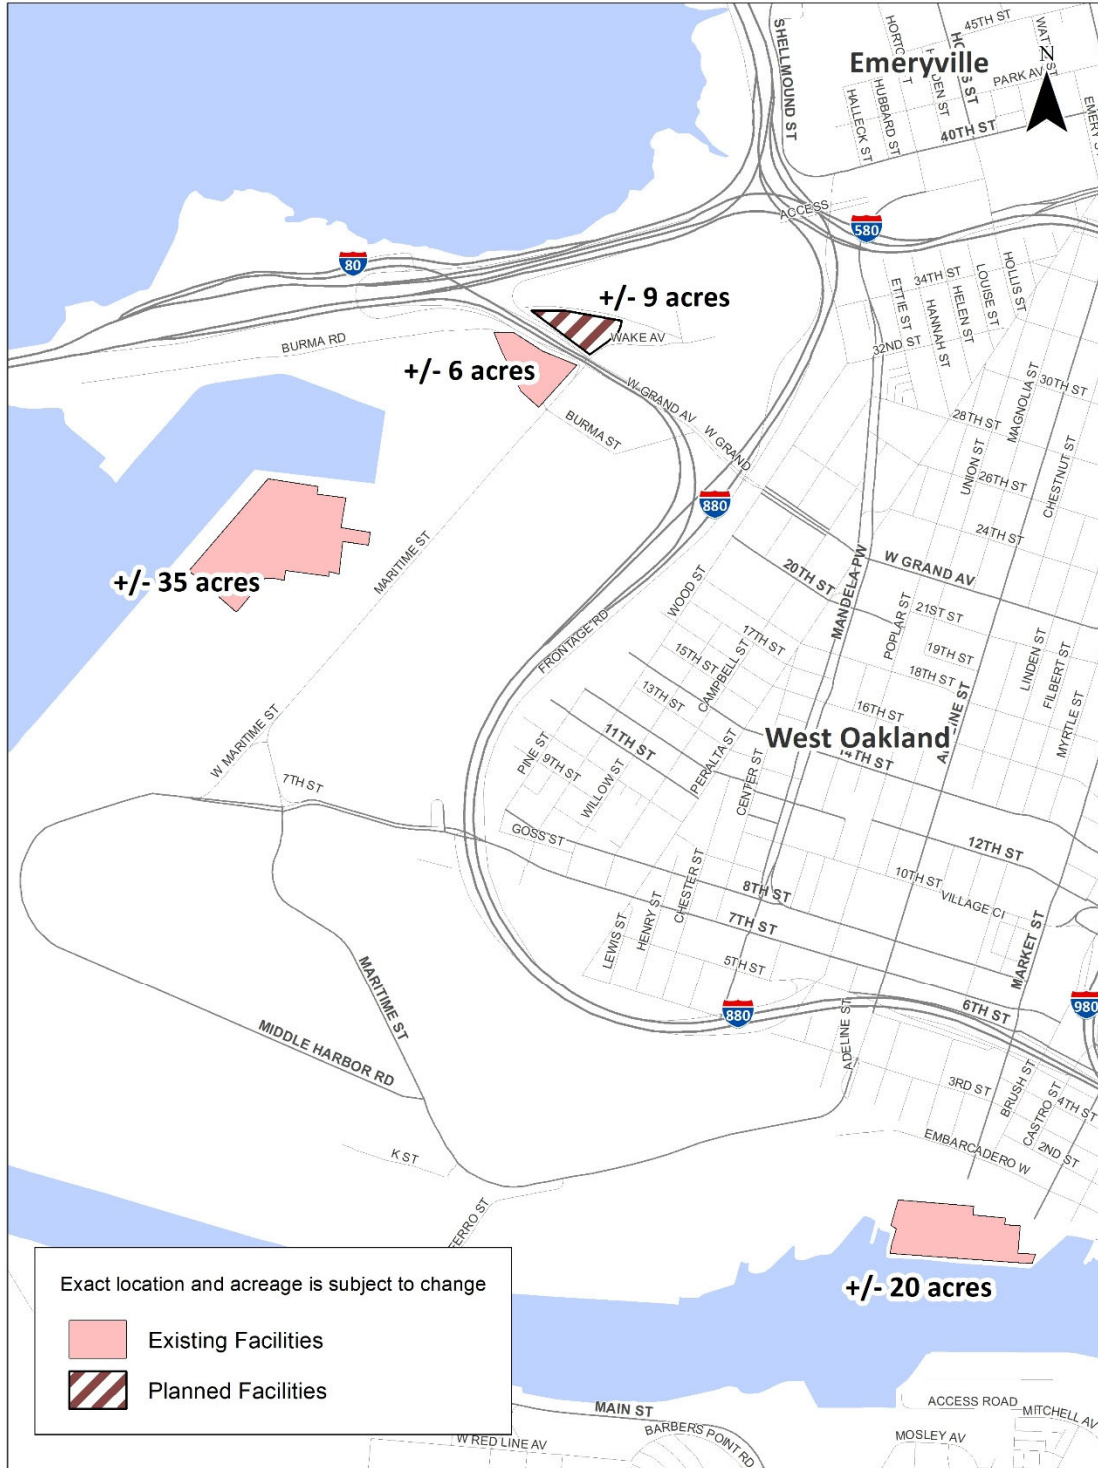 Emeryville
N
SHELLMOUND ST
45TH ST
PARK AV
HALLECK ST
HUBBARD ST
40TH ST
ACCESS
580
80
+/- 9 acres
WAKE AV
BURMA RD
+/- 6 acres
W GRAND AV
W GRAND
BURMA ST
34TH ST
ETTIE ST
HANNAH ST
HELEN ST
LOUISE ST
HOLLIS ST
32ND ST
30TH ST
MAGNOLIA ST
28TH ST
UNION ST
26TH ST
CHESTNUT ST
24TH ST
880
W GRAND AV
20TH ST
MANDELA PW
+/- 35 acres
MARITIME ST
WOOD ST
FRONTAGE RD
POPLAR ST
21ST ST
19TH ST
18TH ST
17TH ST
16TH ST
15TH ST
13TH ST
CAMPBELL ST
LINDEN ST
FILBERT ST
MYRTLE ST
West Oakland
14TH ST
11TH ST
PERALTA ST
CENTER ST
PINE ST
9TH ST
WILLOW ST
W MARITIME ST
7TH ST
GOSS ST
12TH ST
10TH ST
VILLAGE CI
8TH ST
7TH ST
CHESTER ST
HENRY ST
LEWIS ST
5TH ST
MARKET ST
880
6TH ST
980
ADELINE ST
MARITIME ST
MIDDLE HARBOR RD
3RD ST
BRUSH ST
CASTRO ST
4TH ST
2ND ST
EMBARCADERO W
K ST
FERRO ST
+/- 20 acres
Exact location and acreage is subject to change
Existing Facilities
Planned Facilities
MAIN ST
W RED LINE AV
BARBERS POINT RD
ACCESS ROAD
MITCHELL AV
MOSLEY AV